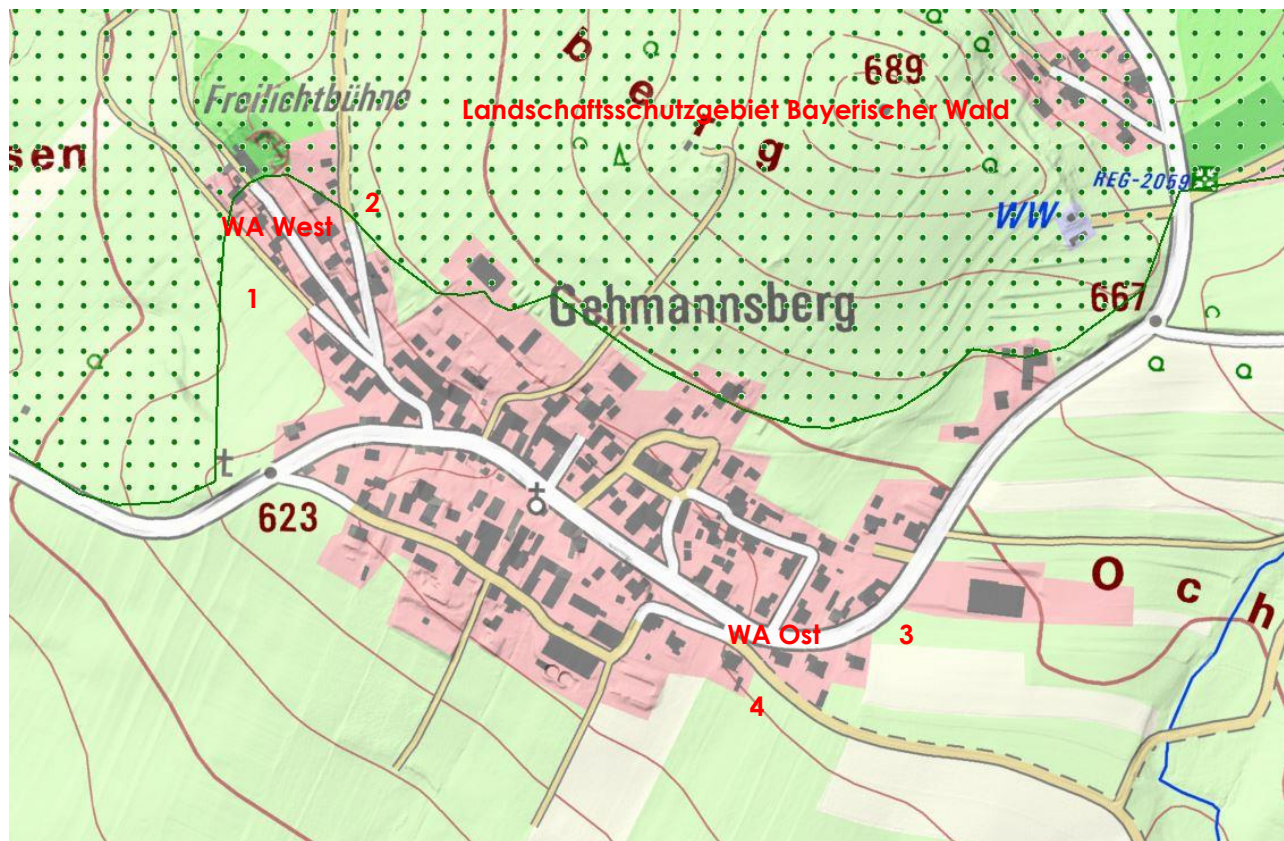 b
e
r
g
689
Freilichtbühne
Landschaftsschutzgebiet Bayerischer Wald
sen
REG-2059
2
WA West
WW
1
667
Gehmannsberg
t
623
O c h
WA Ost
3
4